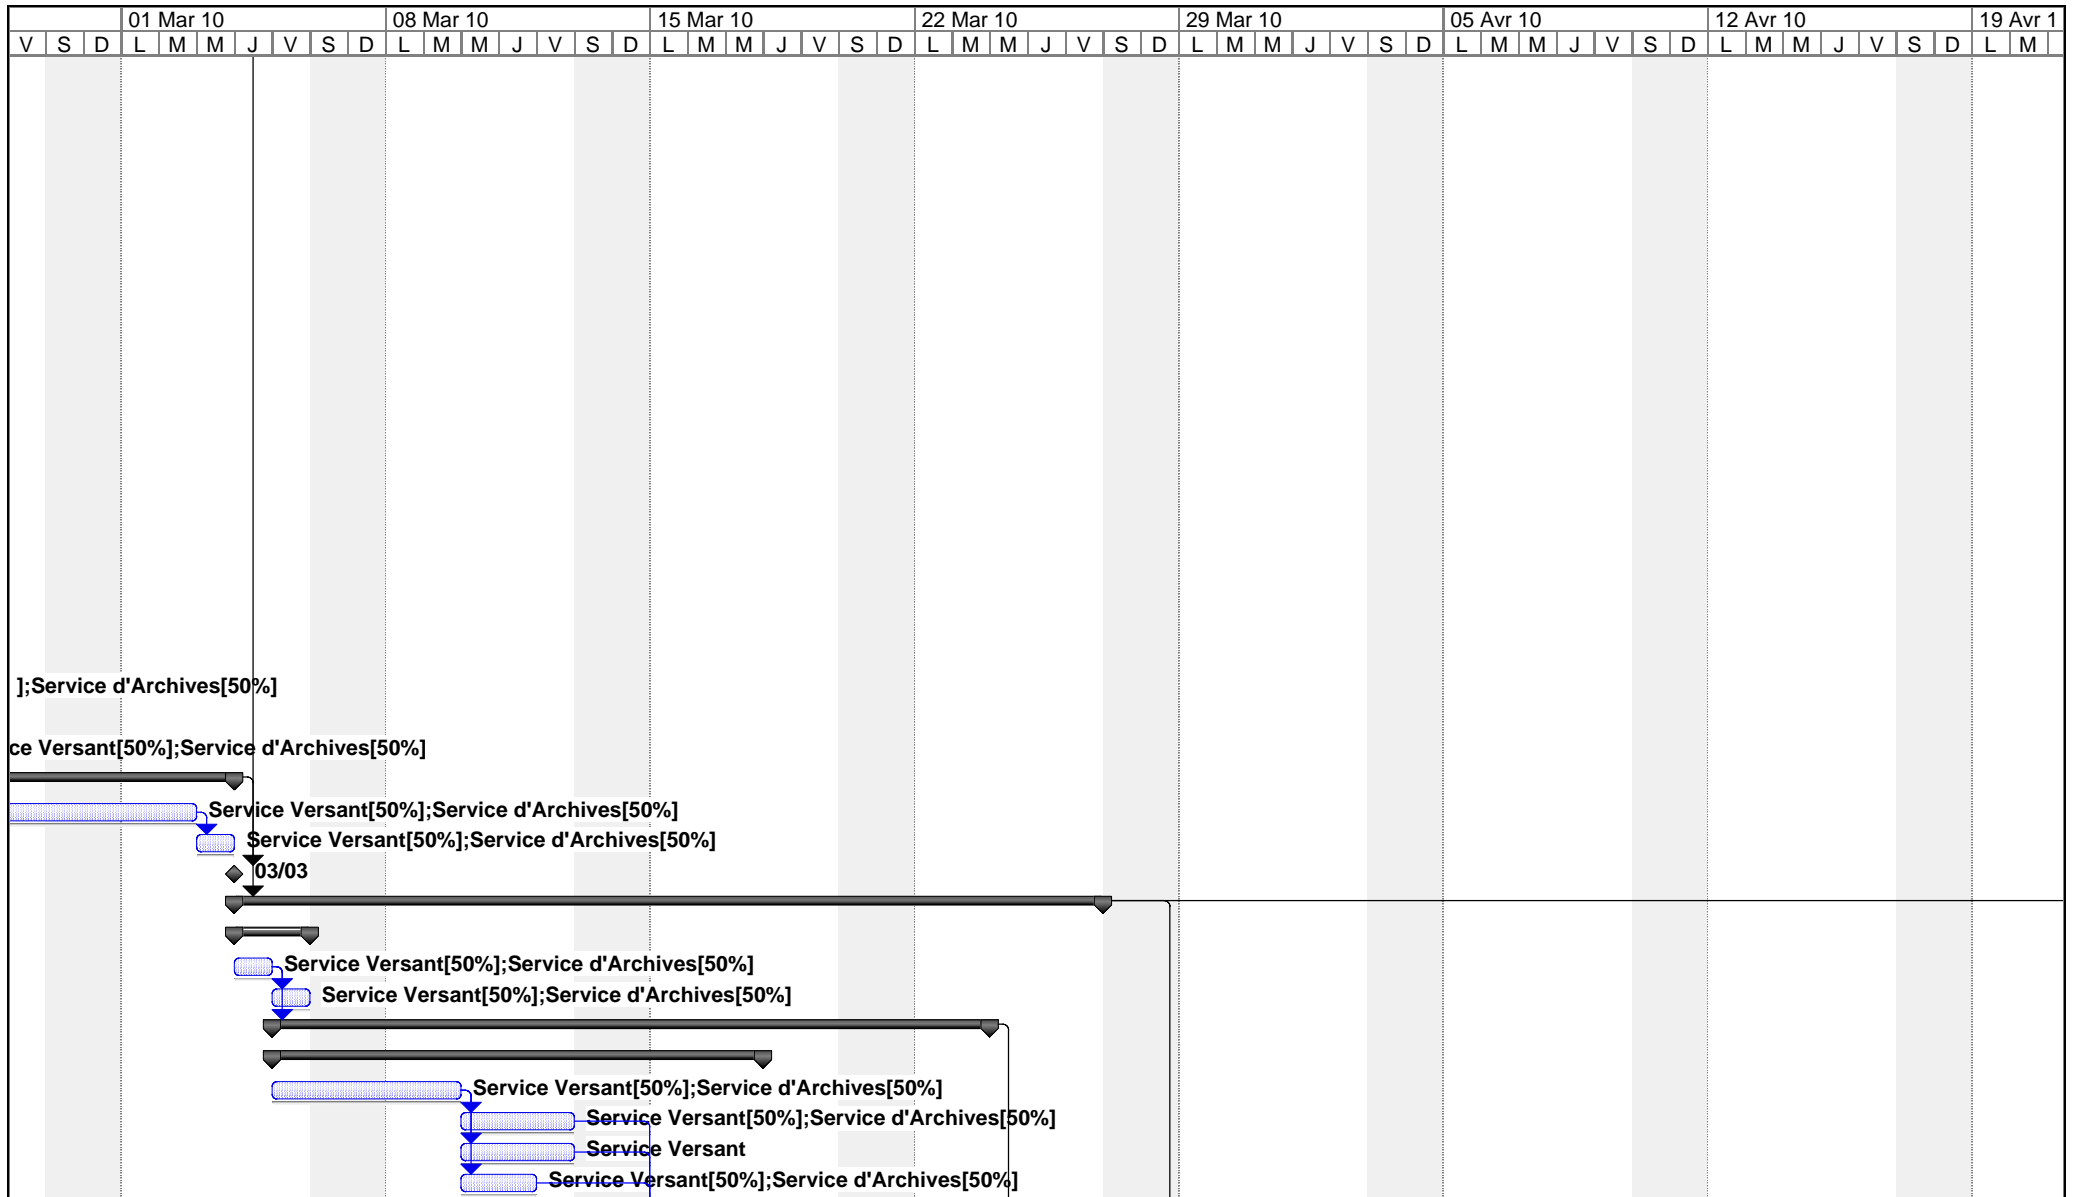 01 Mar 10 08 Mar 10 15 Mar 10 22 Mar 10 29 Mar 10 05 Avr 10 12 Avr 10 19 Avr 1
V S D L M M J V S D L M M J V S D L M M J V S D L M M J V S D L M M J V S D L M M J V S D L M M J V S D L M
];Service d'Archives[50%]
ce Versant[50%];Service d'Archives[50%]
Service Versant[50%];Service d'Archives[50%]
Service Versant[50%];Service d'Archives[50%]
03/03
Service Versant[50%];Service d'Archives[50%]
Service Versant[50%];Service d'Archives[50%]
Service Versant[50%];Service d'Archives[50%]
Service Versant[50%];Service d'Archives[50%]
Service Versant
Service Versant[50%];Service d'Archives[50%]